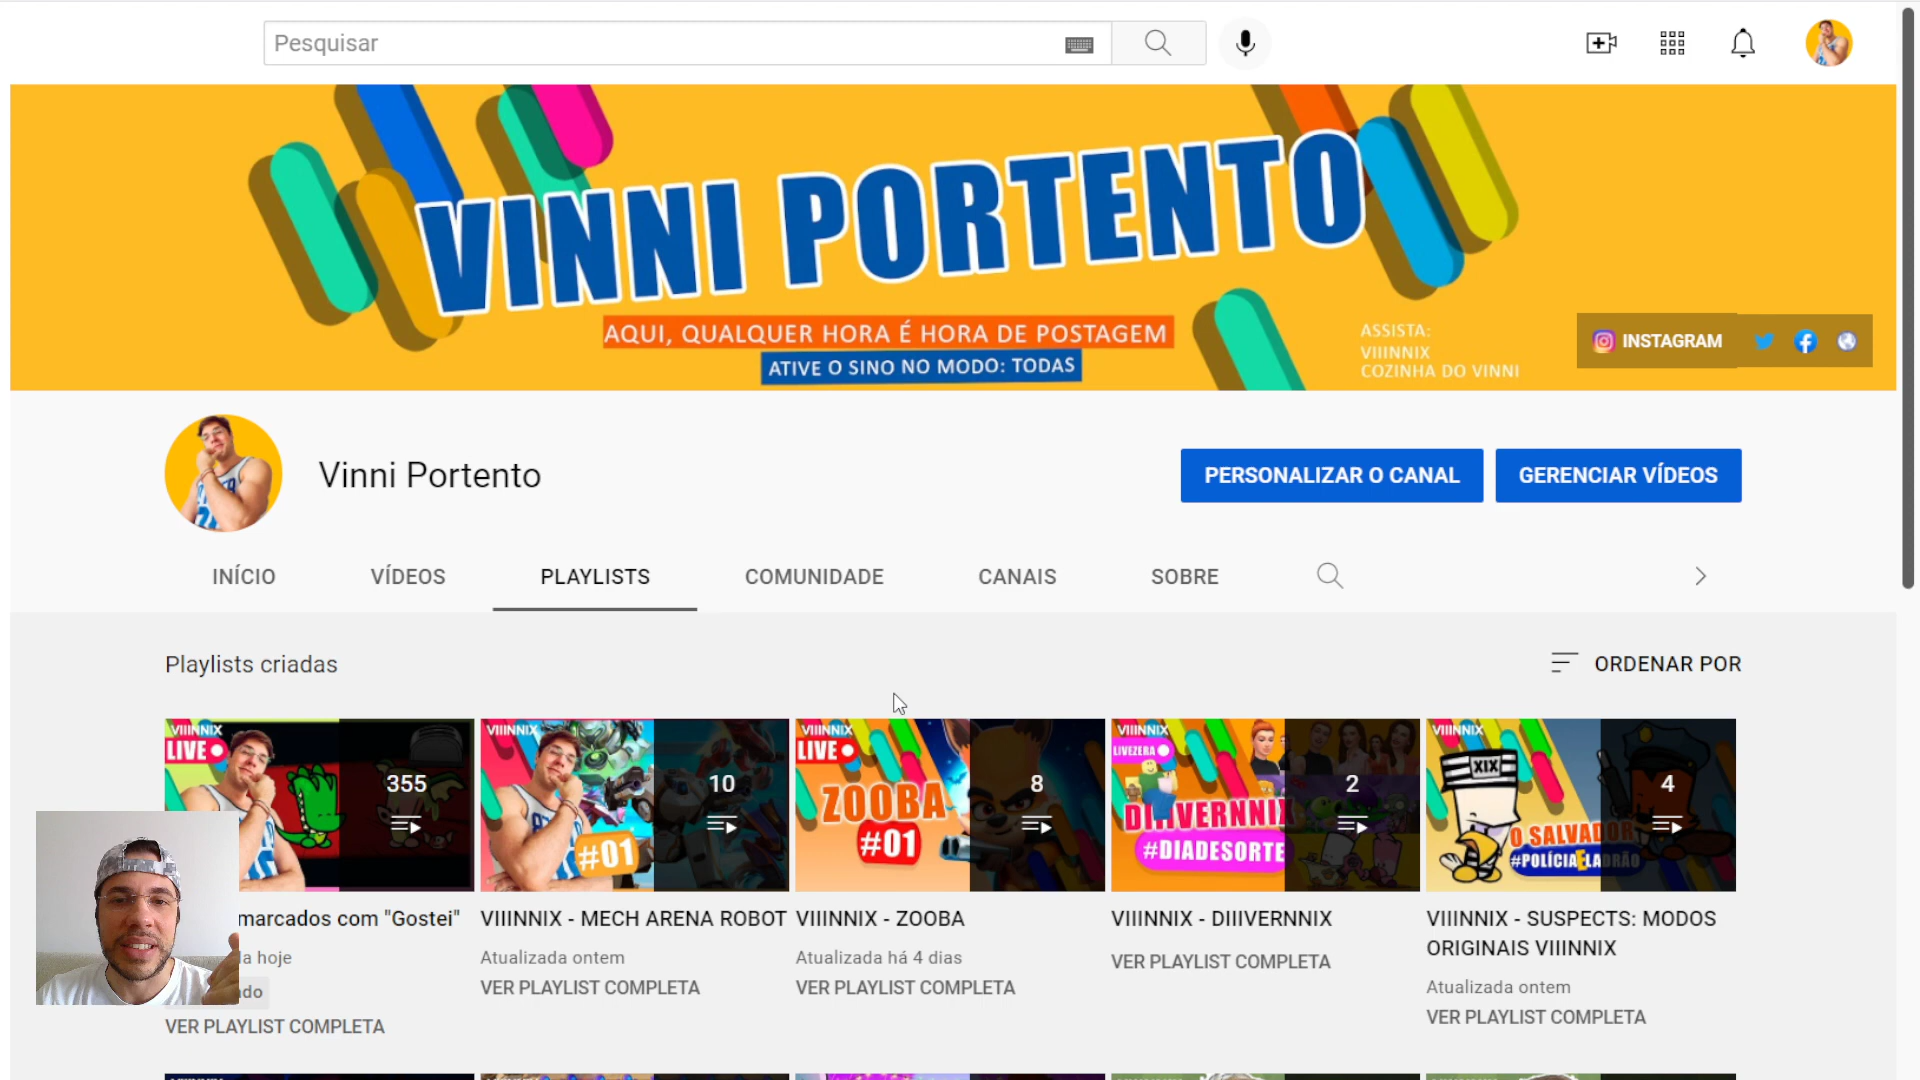 Pesquisar
VINNI PORTENTO
AQUI, QUALQUER HORA É HORA DE POSTAGEM
ATIVE O SINO NO MODO: TODAS
ASSISTA:
VIIINNIX
COZINHA DO VINNI
INSTAGRAM
Vinni Portento
PERSONALIZAR O CANAL
GERENCIAR VÍDEOS
INÍCIO
VÍDEOS
PLAYLISTS
COMUNIDADE
CANAIS
SOBRE
Playlists criadas
ORDENAR POR
VIIINNIX
LIVE
355
VIIINNIX
#01
10
VIIINNIX
LIVE
ZOOBA
#01
8
VIIINNIX
LIVEZERA
DIIIVERNNIX
#DIADESORTE
2
VIIINNIX
XIX
O SALVADOR
#POLÍCIAELADRÃO
4
marcados com "Gostei"
hoje
do
VER PLAYLIST COMPLETA
VIIINNIX - MECH ARENA ROBOT
Atualizada ontem
VER PLAYLIST COMPLETA
VIIINNIX - ZOOBA
Atualizada há 4 dias
VER PLAYLIST COMPLETA
VIIINNIX - DIIIVERNNIX
VER PLAYLIST COMPLETA
VIIINNIX - SUSPECTS: MODOS
ORIGINAIS VIIINNIX
Atualizada ontem
VER PLAYLIST COMPLETA